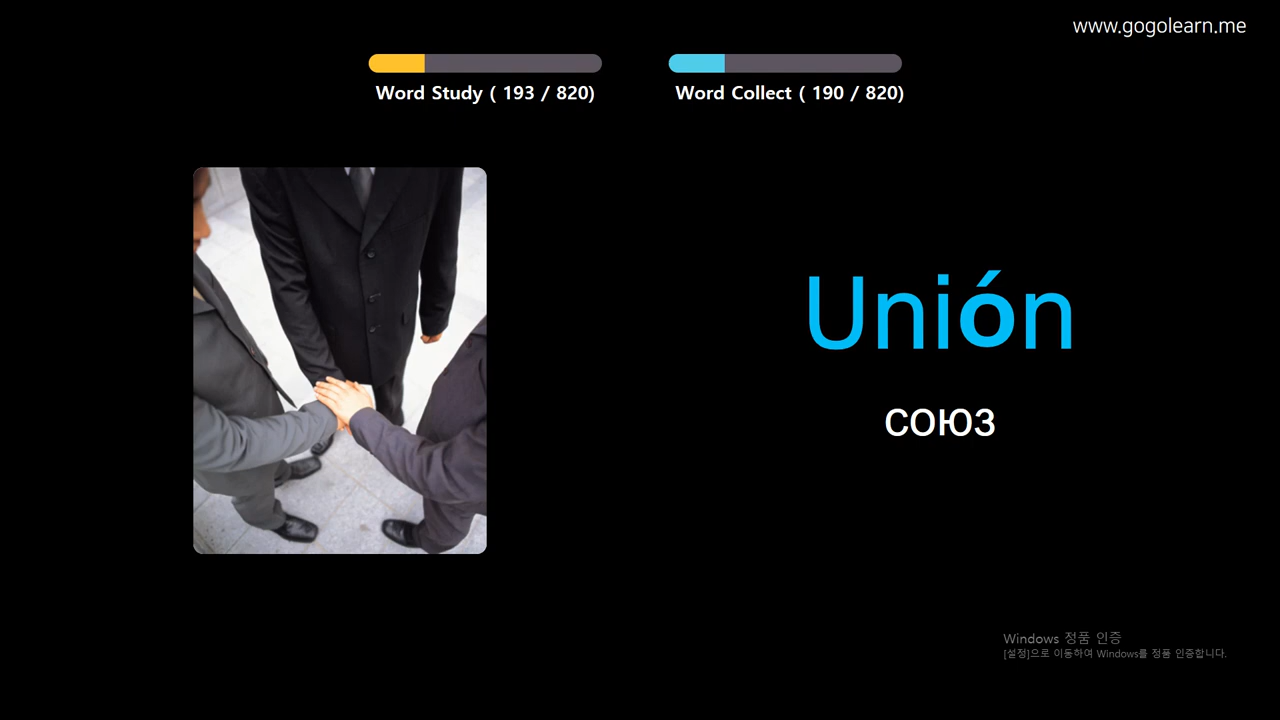 www.gogolearn.me
Word Study ( 193 / 820)
Word Collect ( 190 / 820)
Unión
союз
Windows 정품 인증
[설정]으로 이동하여 Windows를 정품 인증합니다.